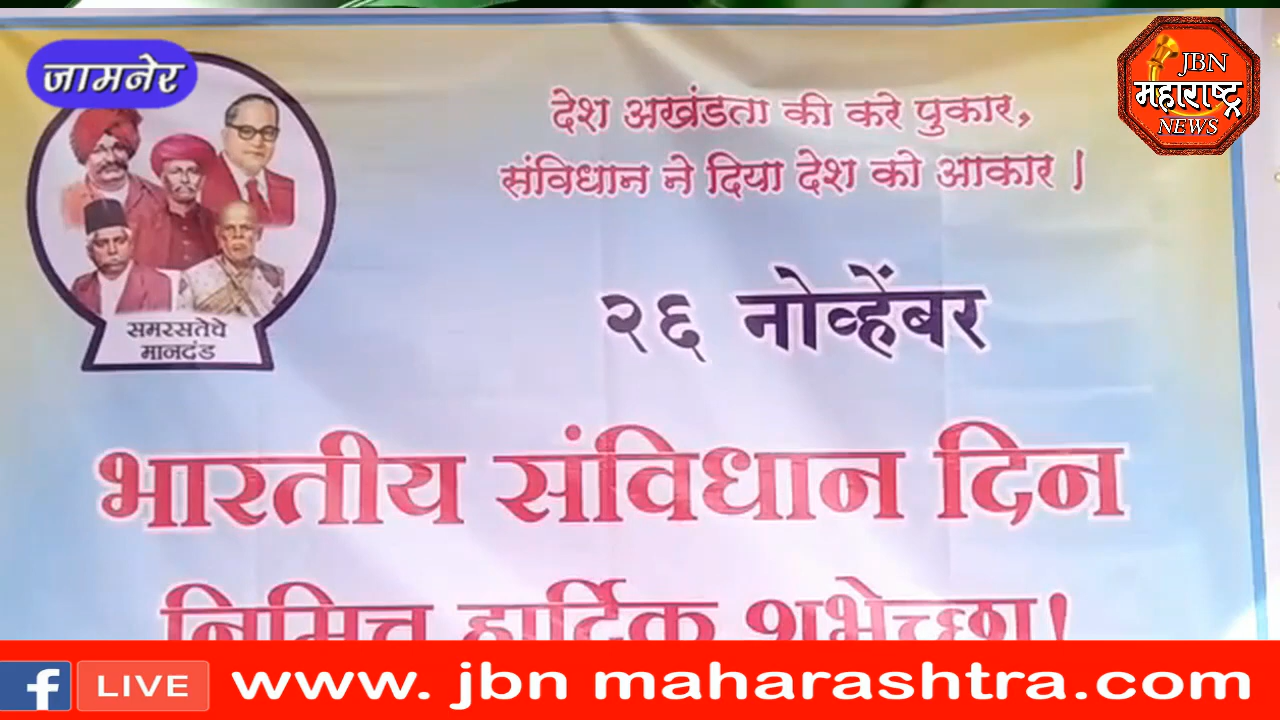 जामनेर
JBN
महाराष्ट्र
NEWS
देश अखंडता की करे पुकार,
संविधान ने दिया देश को आकार |
२६ नोव्हेंबर
समरसतेचे
मानदंड
भारतीय संविधान दिन
निमित्त हार्दिक शुभेच्छा!
f LIVE www. jbn maharashtra.com